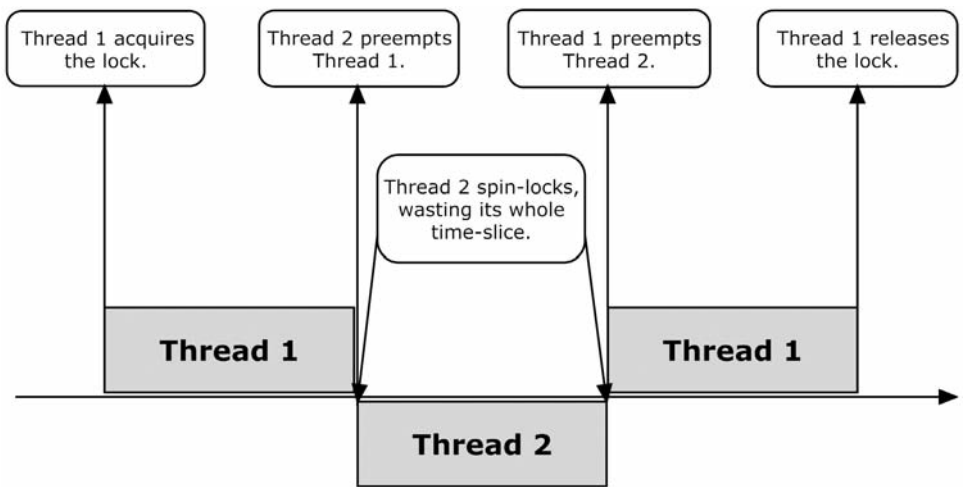 Thread 1 acquires
the lock.
Thread 2 preempts
Thread 1.
Thread 1 preempts
Thread 2.
Thread 1 releases
the lock.
Thread 2 spin-locks,
wasting its whole
time-slice.
Thread 1
Thread 1
Thread 2